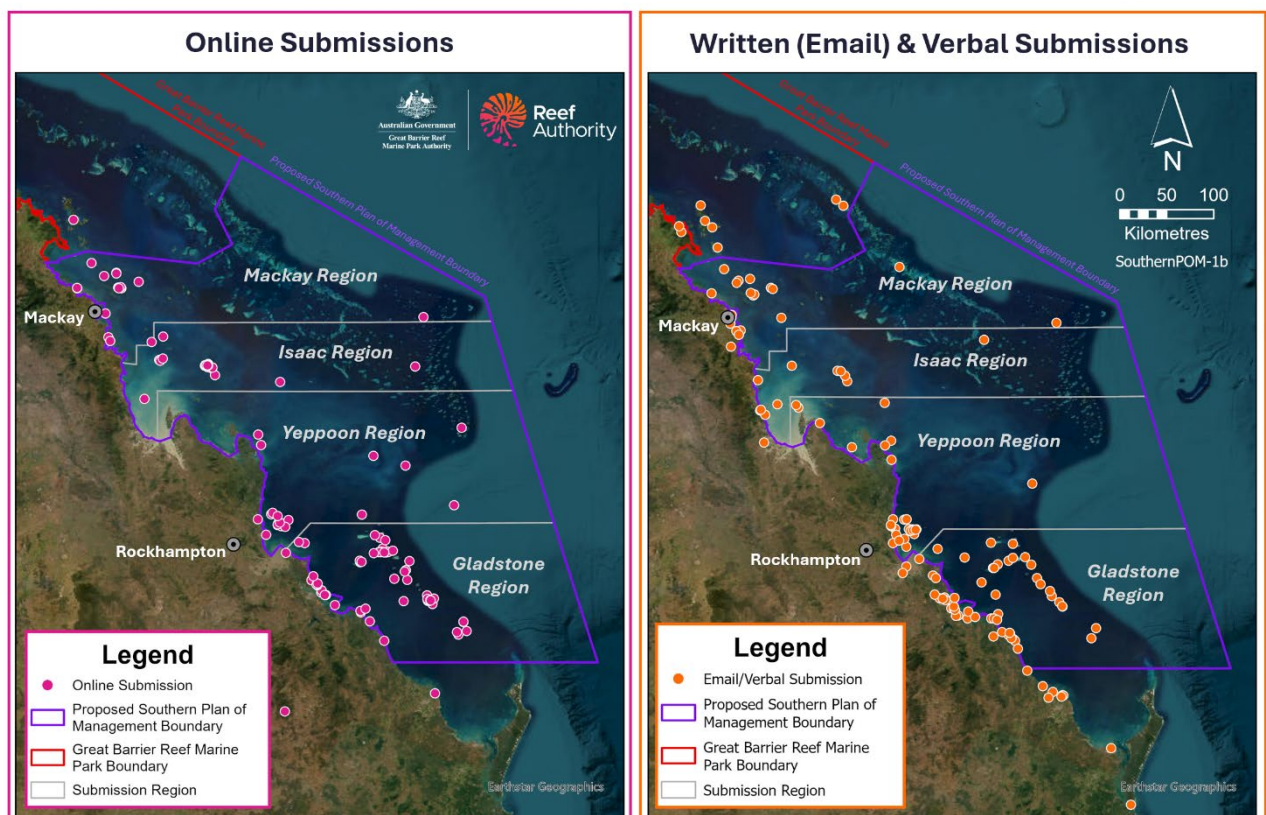 Online Submissions
Great Barrier Reef Marine
Park Boundary
Australian Government
Great Barrier Reef
Marine Park Authority
Reef
Authority
Proposed Southern Plan of Management Boundary
Mackay Region
Mackay
Isaac Region
Yeppoon Region
Rockhampton
Gladstone
Region
Legend
Online Submission
Proposed Southern Plan of
Management Boundary
Great Barrier Reef Marine
Park Boundary
Submission Region
Earthstar Geographics
Written (Email) & Verbal Submissions
Great Barrier Reef Marine
Park Boundary
N
0 50 100
Kilometres
SouthernPOM-1b
Proposed Southern Plan of Management Boundary
Mackay Region
Mackay
Isaac Region
Yeppoon Region
Rockhampton
Gladstone
Region
Legend
Email/Verbal Submission
Proposed Southern Plan of
Management Boundary
Great Barrier Reef Marine
Park Boundary
Submission Region
Earthstar Geographics